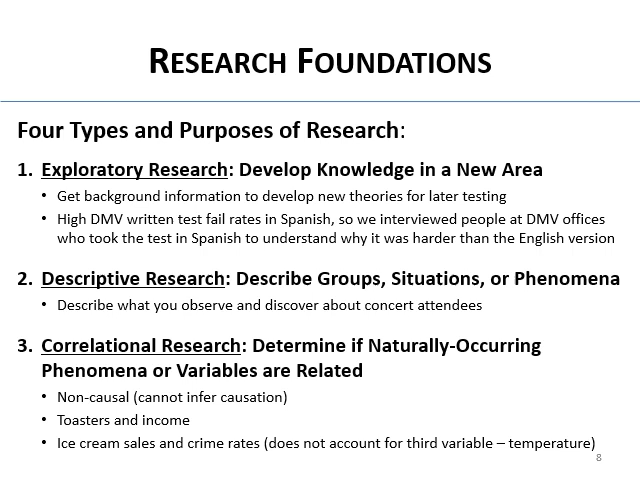 RESEARCH FOUNDATIONS
Four Types and Purposes of Research:
1. Exploratory Research: Develop Knowledge in a New Area
• Get background information to develop new theories for later testing
• High DMV written test fail rates in Spanish, so we interviewed people at DMV offices
who took the test in Spanish to understand why it was harder than the English version
2. Descriptive Research: Describe Groups, Situations, or Phenomena
• Describe what you observe and discover about concert attendees
3. Correlational Research: Determine if Naturally-Occurring
Phenomena or Variables are Related
• Non-causal (cannot infer causation)
• Toasters and income
• Ice cream sales and crime rates (does not account for third variable – temperature)
8